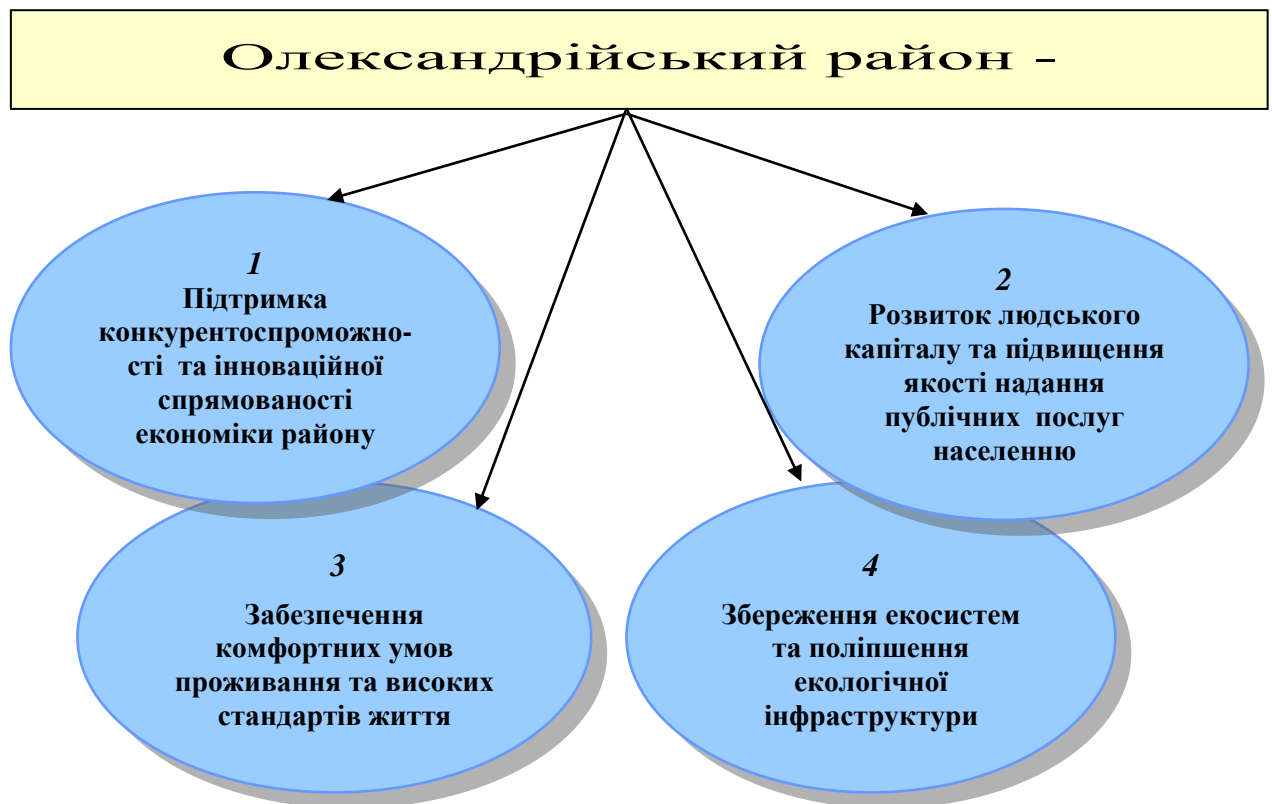 Олександрійський район -
1
Підтримка
конкурентоспроможно-
сті та інноваційної
спрямованості
економіки району
2
Розвиток людського
капіталу та підвищення
якості надання
публічних послуг
населенню
3
Забезпечення
комфортних умов
проживання та високих
стандартів життя
4
Збереження екосистем
та поліпшення
екологічної
інфраструктури